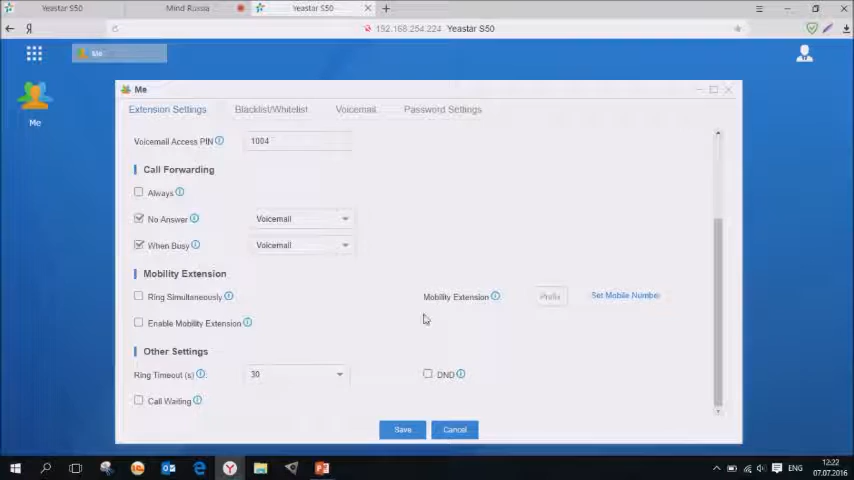 Yeastar S50
Mind Russia
Yeastar S50
192.168.254.224 Yeastar S50
Me
Me
Me
Extension Settings
Blacklist/Whitelist
Voicemail
Password Settings
Voicemail Access PIN
1004
Call Forwarding
Always
No Answer
Voicemail
When Busy
Voicemail
Mobility Extension
Ring Simultaneously
Mobility Extension
Prefix
Set Mobile Number
Enable Mobility Extension
Other Settings
Ring Timeout (s)
30
DND
Call Waiting
Save
Cancel
ENG
12:22
07.07.2016